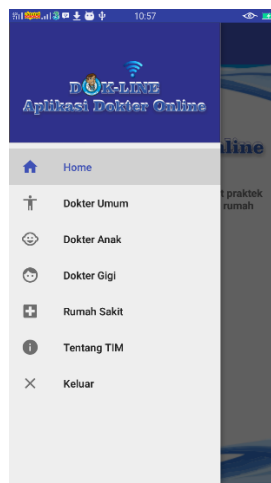 10:57
DOK-LINE
Aplikasi Dokter Online
line
Home
t praktek
Dokter Umum
rumah
Dokter Anak
Dokter Gigi
Rumah Sakit
Tentang TIM
Keluar